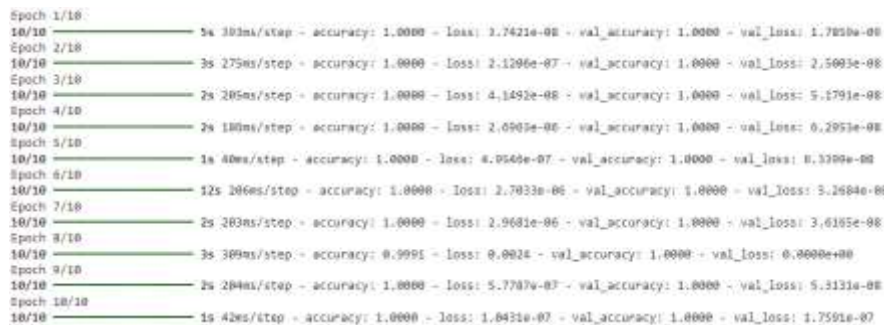 Epoch 1/10
10/10 5s 303ms/step - accuracy: 1.0000 - loss: 3.7421e-08 - val_accuracy: 1.0000 - val_loss:
Epoch 2/10
10/10 3s 275ms/step - accuracy: 1.0000 - loss: 2.1206e-07 - val_accuracy: 1.0000 - val_loss: 2.5003e-08
Epoch 3/10
10/10 2s 205ms/step - accuracy: 1.0000 - loss: 4.1492e-08 - val_accuracy: 1.0000 - val_loss: 5.1791e-08
Epoch 4/10
10/10 2s 188ms/step - accuracy: 1.0000 - loss: - val_accuracy: 1.0000 - val_loss: 6.2953e-08
Epoch 5/10
10/10 1s 40ms/step - accuracy: 1.0000 - loss: 4.9546e-07 - val_accuracy: 1.0000 - val_loss:
Epoch 6/10
10/10 12s 206ms/step - accuracy: 1.0000 - loss: 2.7033e-06 - val_accuracy: 1.0000 - val_loss:
Epoch 7/10
10/10 2s 203ms/step - accuracy: 1.0000 - loss: 2.9681e-06 - val_accuracy: 1.0000 - val_loss: 3.6165e-08
Epoch 8/10
10/10 3s 309ms/step - accuracy: 0.9991 - loss: 0.0024 - val_accuracy: 1.0000 - val_loss: 0.0000e+00
Epoch 9/10
10/10 2s 204ms/step - accuracy: 1.0000 - loss: 5.7787e-07 - val_accuracy: 1.0000 - val_loss: 5.3131e-08
Epoch 10/10
10/10 1s 42ms/step - accuracy: 1.0000 - loss: 1.0431e-07 - val_accuracy: 1.0000 - val_loss: 1.7591e-07